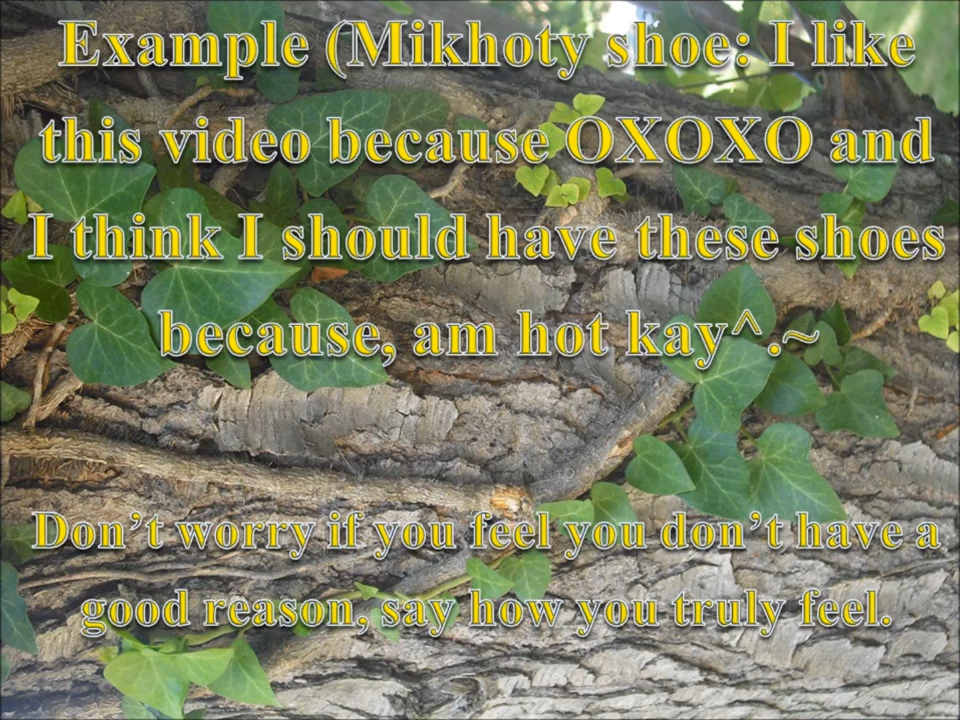 Example (Mikhoty shoe: I like
this video because OXOXO and
I think I should have these shoes
because, am hot kay^.~
Don’t worry if you feel you don’t have a
good reason, say how you truly feel.